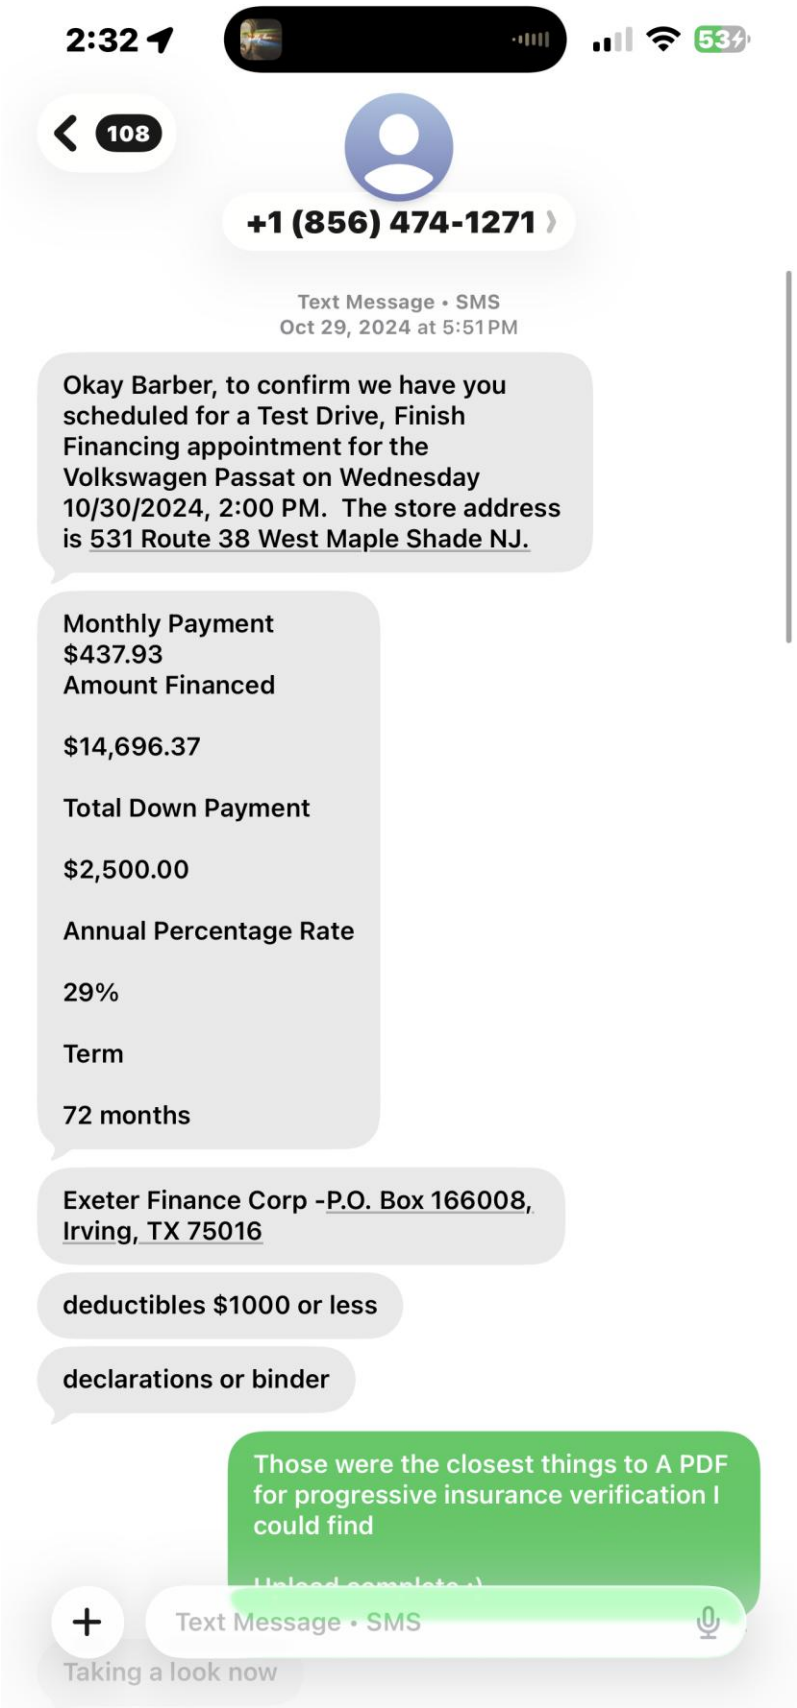 2:32
53
108
+1 (856) 474-1271
Text Message • SMS
Oct 29, 2024 at 5:51 PM
Okay Barber, to confirm we have you
scheduled for a Test Drive, Finish
Financing appointment for the
Volkswagen Passat on Wednesday
10/30/2024, 2:00 PM.  The store address
is 531 Route 38 West Maple Shade NJ.
Monthly Payment
$437.93
Amount Financed
$14,696.37
Total Down Payment
$2,500.00
Annual Percentage Rate
29%
Term
72 months
Exeter Finance Corp -P.O. Box 166008,
Irving, TX 75016
deductibles $1000 or less
declarations or binder
Those were the closest things to A PDF
for progressive insurance verification I
could find
Upload complete :)
Text Message • SMS
Taking a look now